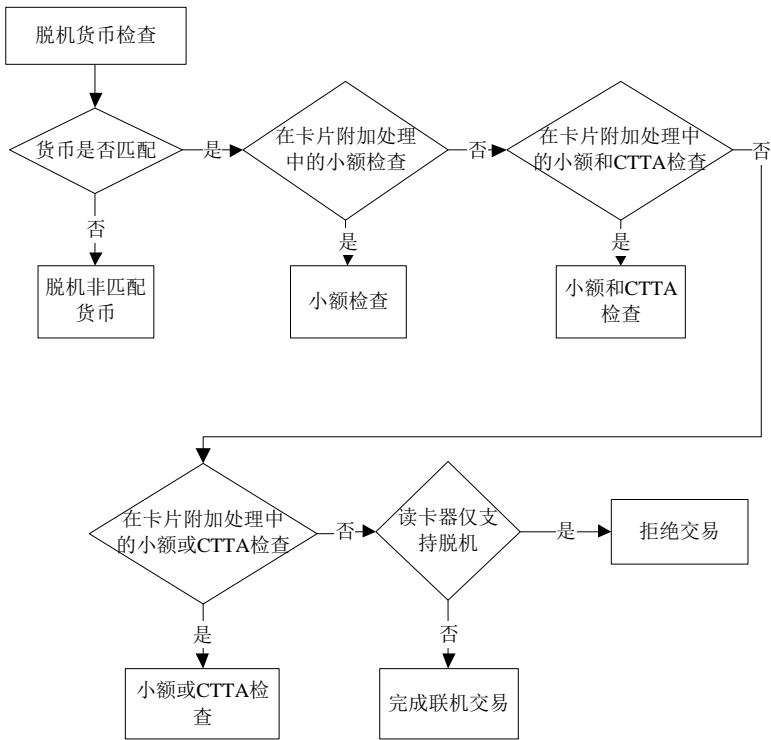 脱机货币检查
货币是否匹配
是
在卡片附加处理
中的小额检查
否
在卡片附加处理中
的小额和CTTA检查
否
否
是
是
脱机非匹配
货币
小额检查
小额和CTTA
检查
在卡片附加处理中
的小额或CTTA检查
否
读卡器仅支
持脱机
是
拒绝交易
是
否
小额或CTTA检
查
完成联机交易